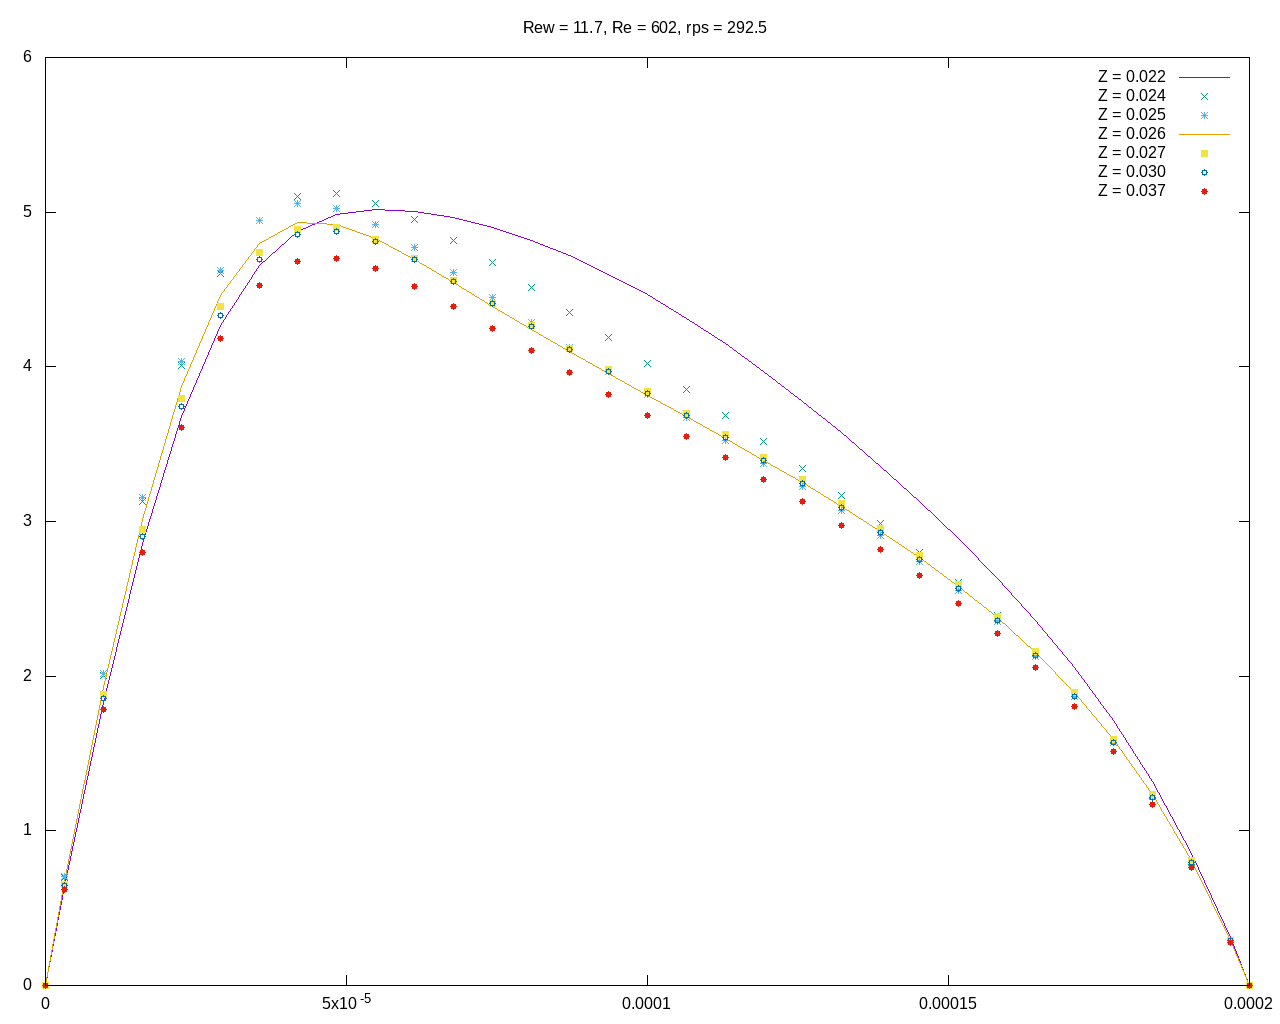 Rew = 11.7, Re = 602, rps = 292.5
6
Z = 0.022
Z = 0.024
Z = 0.025
Z = 0.026
Z = 0.027
Z = 0.030
Z = 0.037
5
4
3
2
1
0
0 5x10⁻⁵ 0.0001 0.00015 0.0002